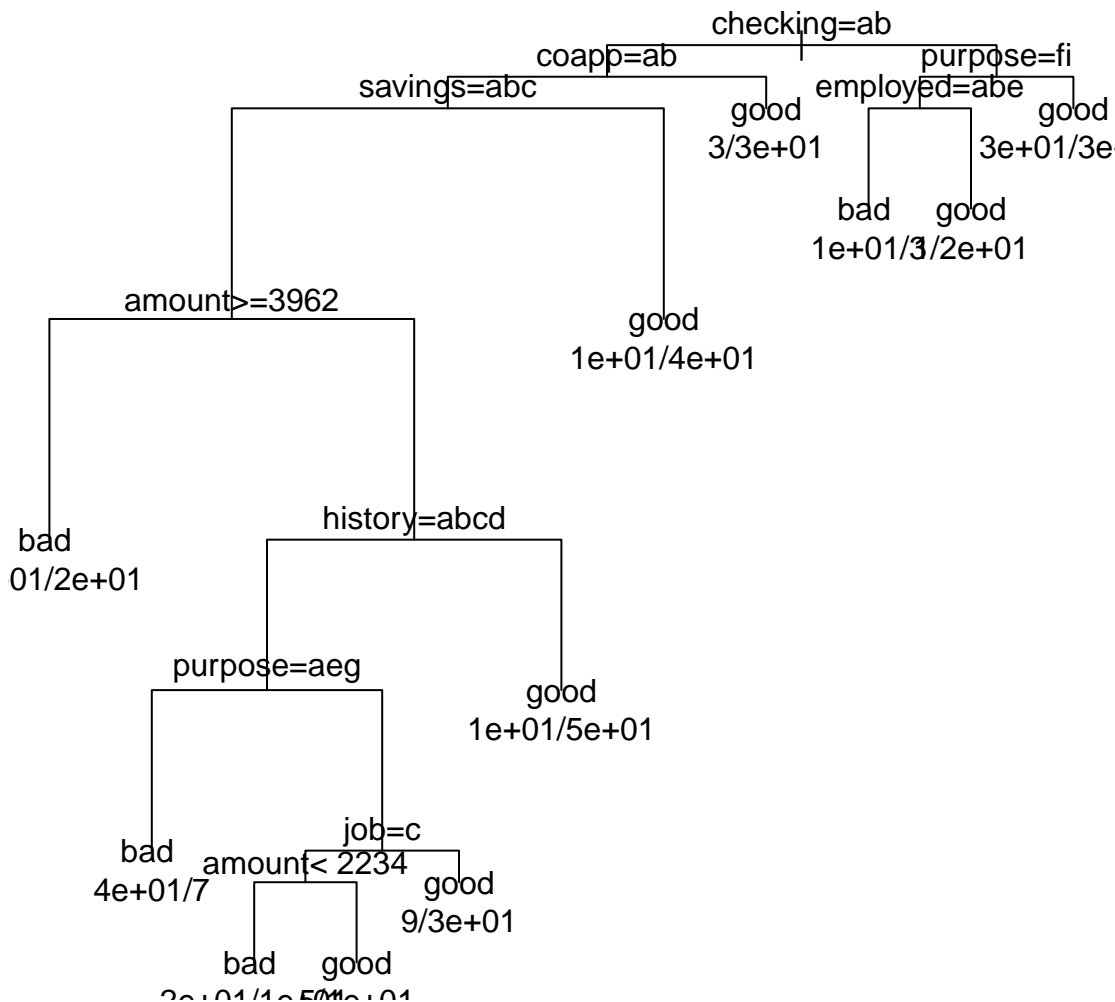 checking=ab
coapp=ab
purpose=fi
savings=abc
employed=abe
good
3/3e+01
good
3e+01/3e
bad
1e+01/3
good
/2e+01
amount>=3962
good
1e+01/4e+01
history=abcd
bad
01/2e+01
purpose=aeg
good
1e+01/5e+01
job=c
bad
4e+01/7
amount< 2234
good
9/3e+01
bad
good